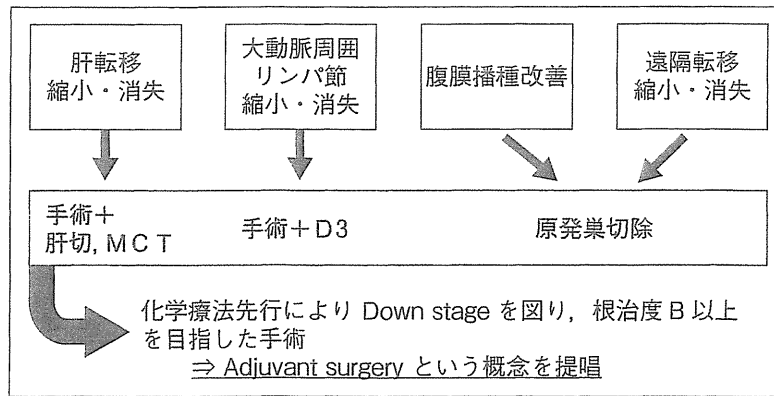 肝転移
縮小・消失
大動脈周囲
リンパ節
縮小・消失
腹膜播種改善
遠隔転移
縮小・消失
手術＋
肝切, MCT
手術＋D3
原発巣切除
化学療法先行により Down stage を図り，根治度 B 以上
を目指した手術
⇒ Adjuvant surgery という概念を提唱